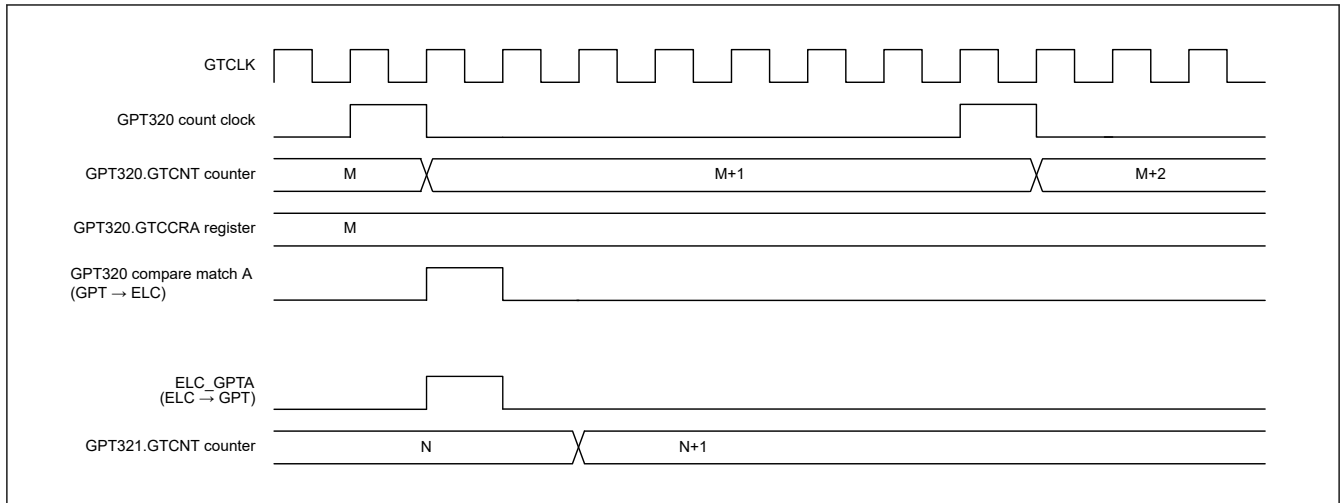 GTCLK
GPT320 count clock
GPT320.GTCNT counter
M
M+1
M+2
GPT320.GTCCRA register
M
GPT320 compare match A
(GPT → ELC)
ELC_GPTA
(ELC → GPT)
GPT321.GTCNT counter
N
N+1